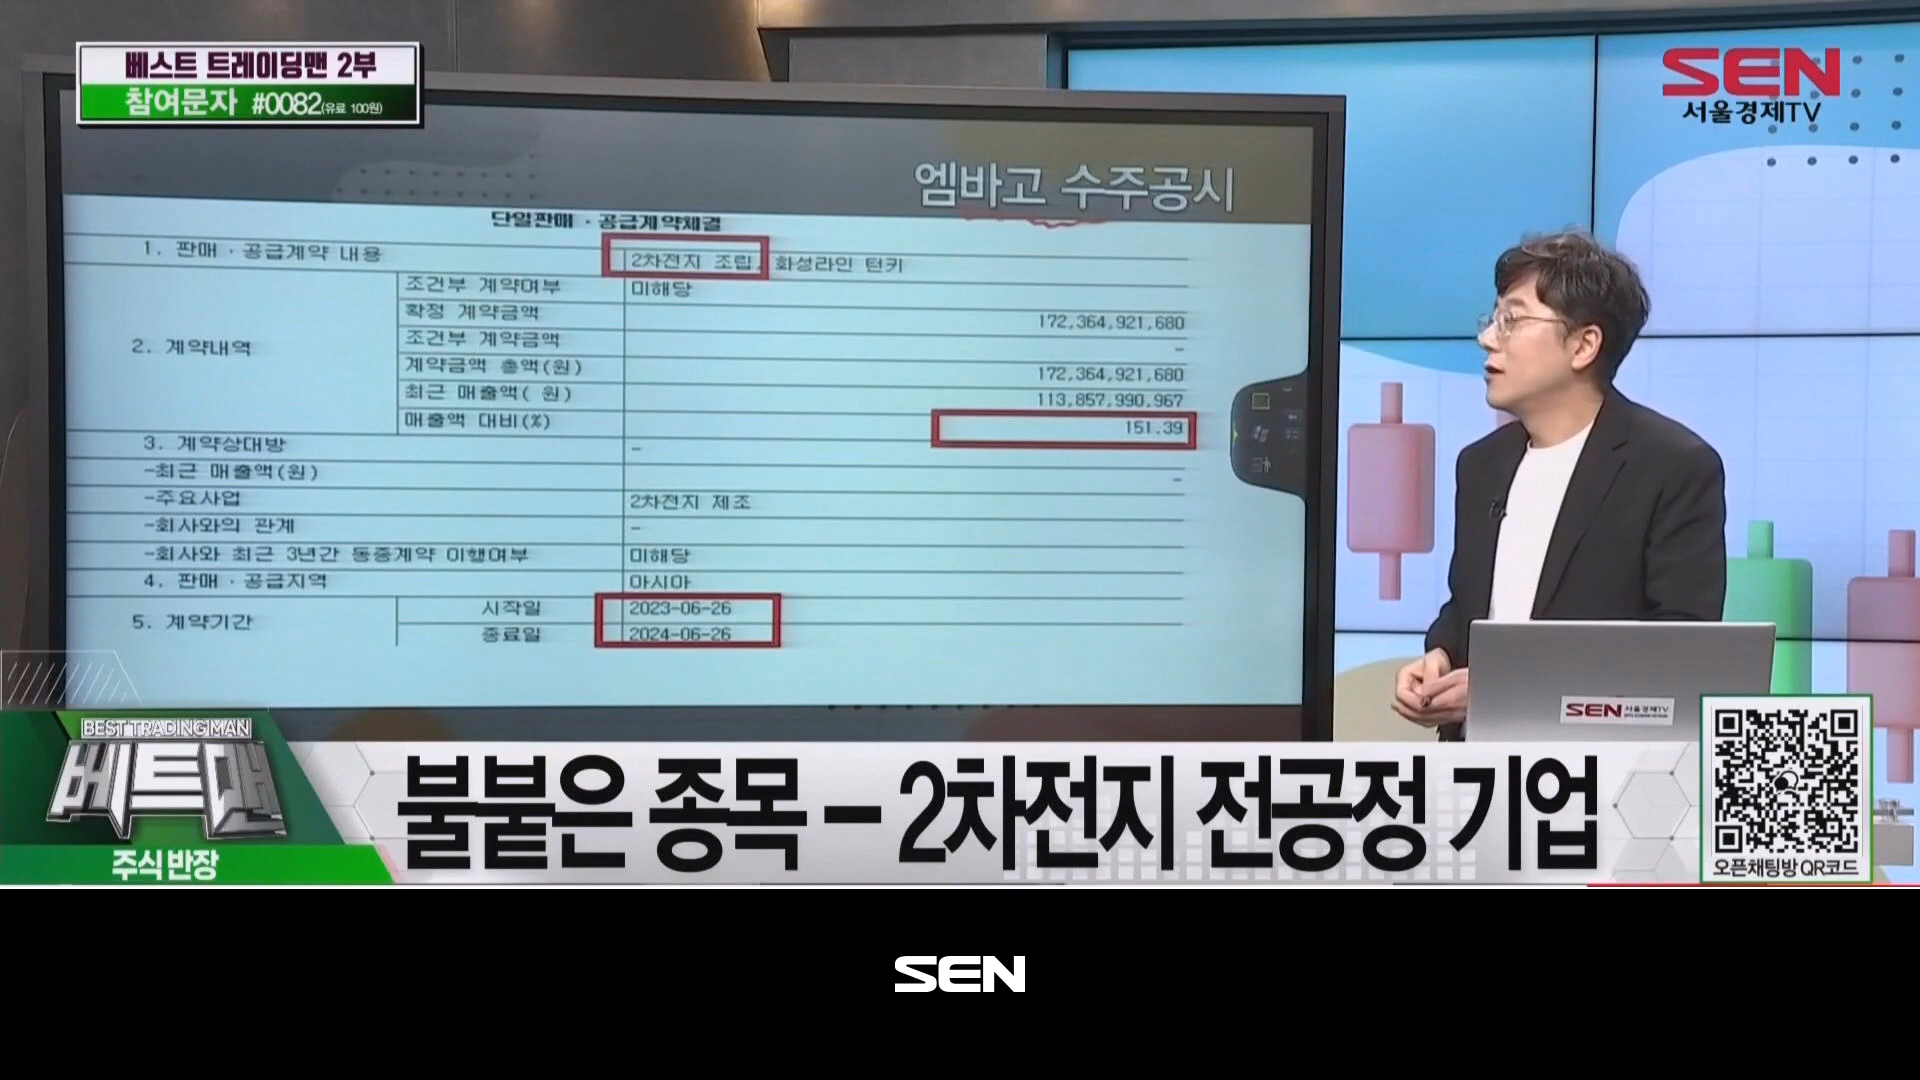 베스트 트레이딩맨 2부
참여문자 #0082(유료 100원)
SEN
서울경제TV
엠바고 수주공시
단일판매 · 공급계약체결
1. 판매 · 공급계약 내용
2차전지 조립, 화성라인 턴키
2. 계약내역
조건부 계약여부
미해당
확정 계약금액
172,364,921,680
조건부 계약금액
-
계약금액 총액(원)
172,364,921,680
최근 매출액( 원)
113,857,990,967
매출액 대비(%)
151.39
3. 계약상대방
-
-최근 매출액(원)
-
-주요사업
2차전지 제조
-회사와의 관계
-
-회사와 최근 3년간 동종계약 이행여부
미해당
4. 판매 · 공급지역
아시아
5. 계약기간
시작일
2023-06-26
종료일
2024-06-26
SEN 서울경제TV
BEST TRADING MAN
베트맨
주식반장
불붙은 종목 - 2차전지 전공정 기업
오픈채팅방 QR코드
SEN